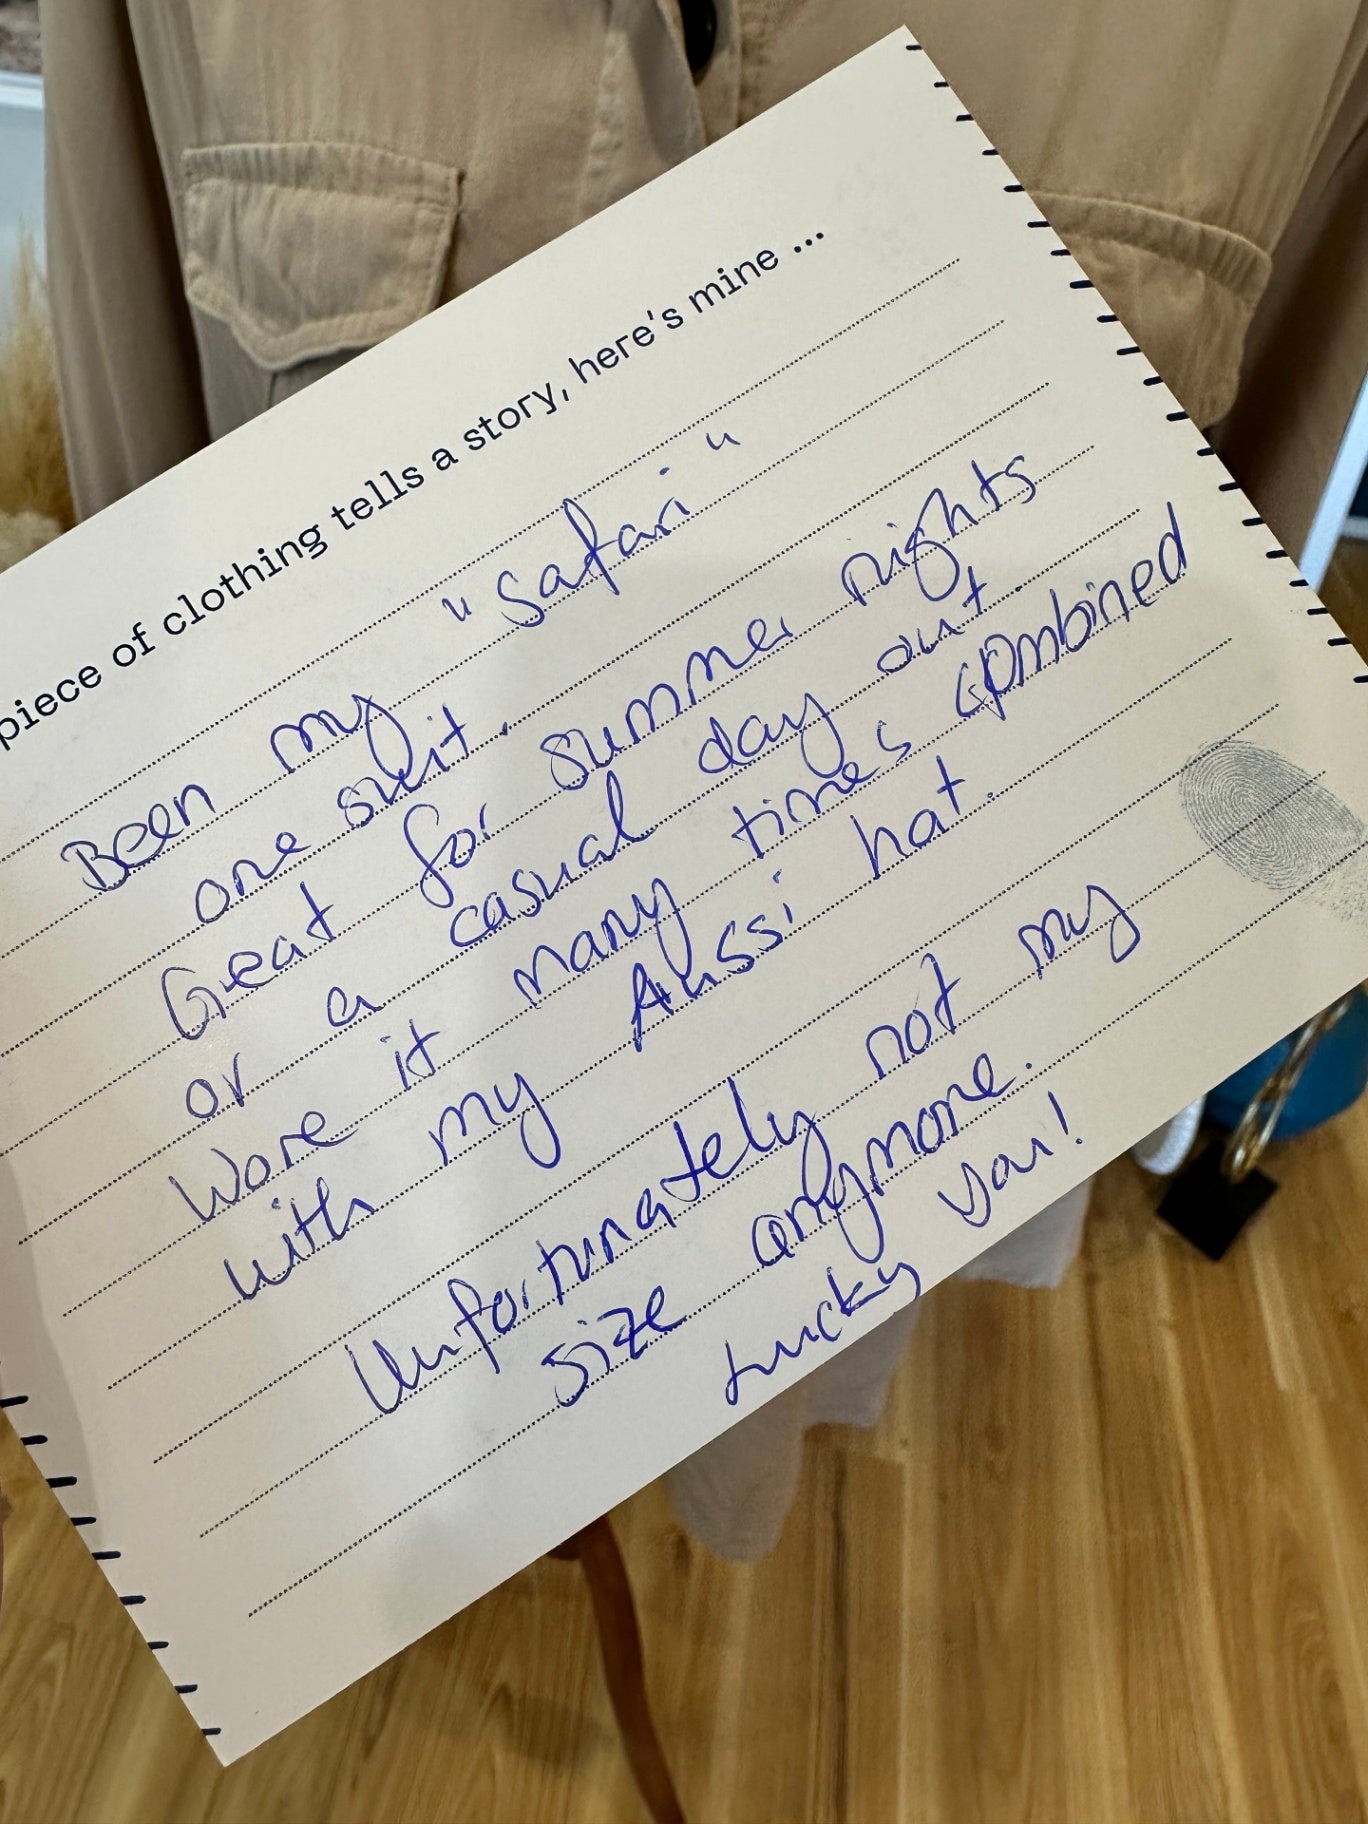 piece of clothing tells a story, here's mine ...
Been my "safari"
one suit.
Great for summer nights
or a casual day out.
Wore it many times combined
with my Aussi hat.
Unfortunately not my
size anymore.
Lucky you!